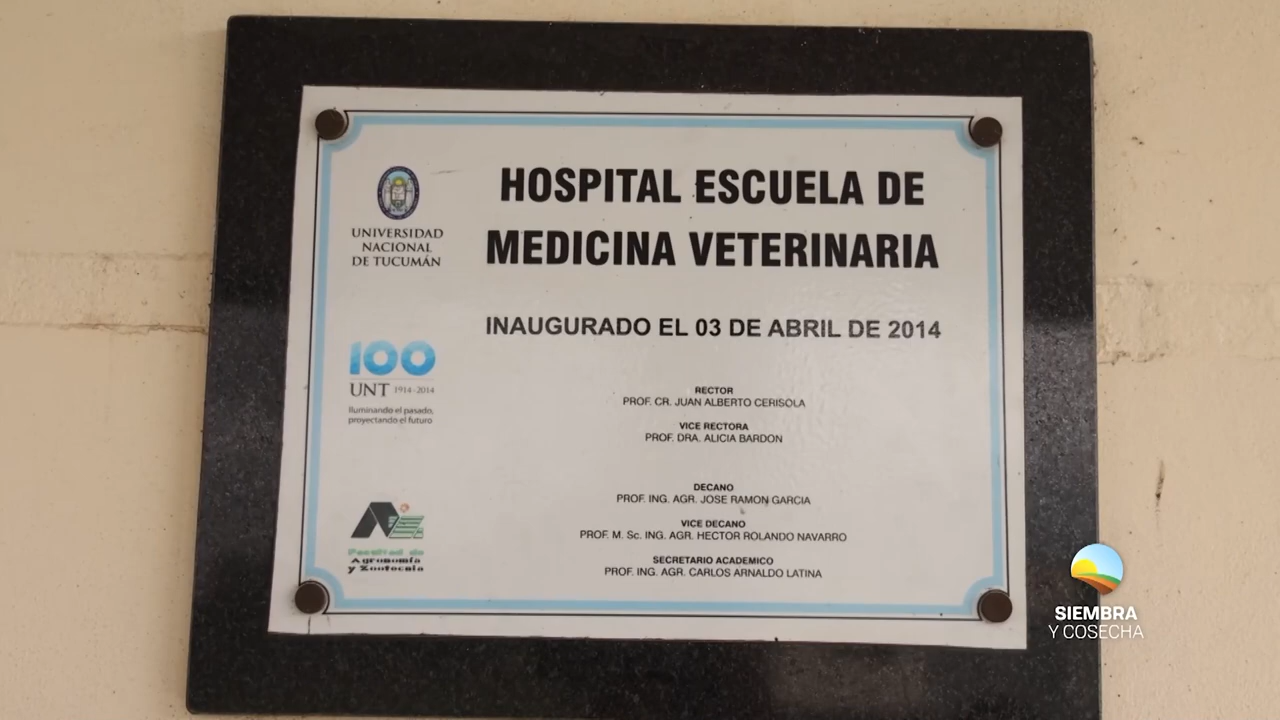 UNIVERSIDAD
NACIONAL
DE TUCUMÁN
HOSPITAL ESCUELA DE
MEDICINA VETERINARIA
INAUGURADO EL 03 DE ABRIL DE 2014
100
UNT 1914-2014
Iluminando el pasado,
proyectando el futuro
RECTOR
PROF. CR. JUAN ALBERTO CERISOLA
VICE RECTORA
PROF. DRA. ALICIA BARDON
DECANO
PROF. ING. AGR. JOSE RAMON GARCIA
VICE DECANO
PROF. M. Sc. ING. AGR. HECTOR ROLANDO NAVARRO
SECRETARIO ACADEMICO
PROF. ING. AGR. CARLOS ARNALDO LATINA
Facultad de
Agronomía
y Zootecnia
SIEMBRA
Y COSECHA